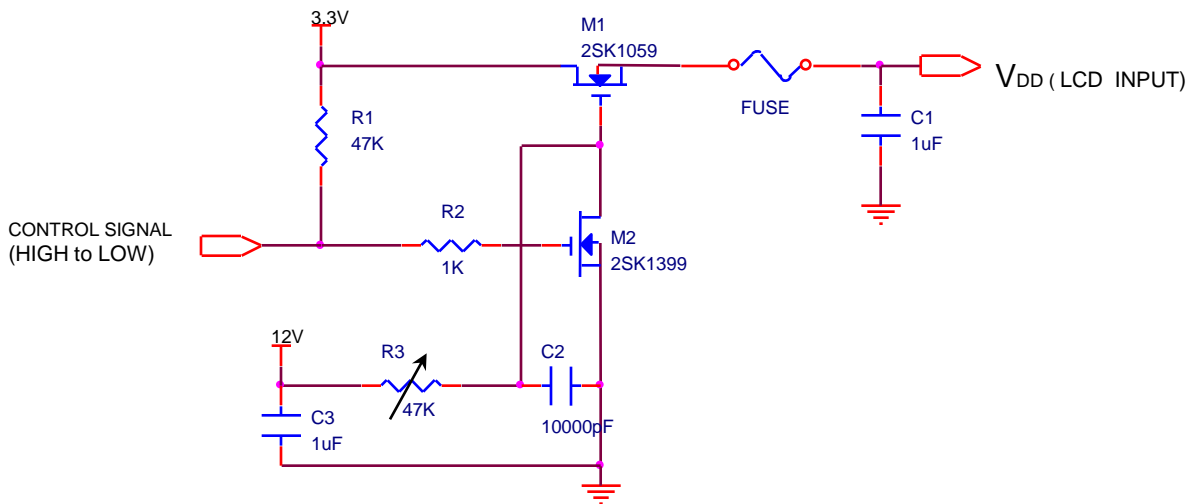 3.3V
M1
2SK1059
FUSE
VDD ( LCD INPUT)
C1
1uF
R1
47K
CONTROL SIGNAL
(HIGH to LOW)
R2
1K
M2
2SK1399
12V
R3
47K
C2
10000pF
C3
1uF